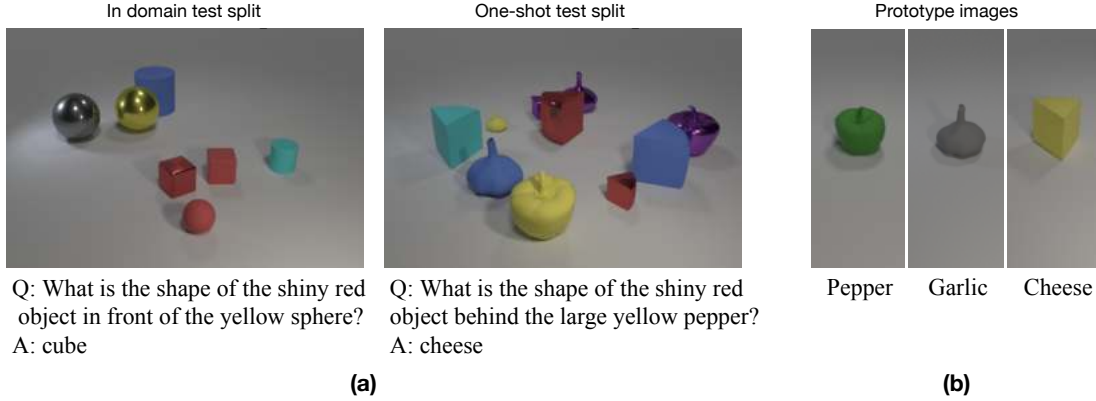 In domain test split
One-shot test split
Prototype images
Q: What is the shape of the shiny red
object in front of the yellow sphere?
A: cube
Q: What is the shape of the shiny red
object behind the large yellow pepper?
A: cheese
Pepper
Garlic
Cheese
(a)
(b)